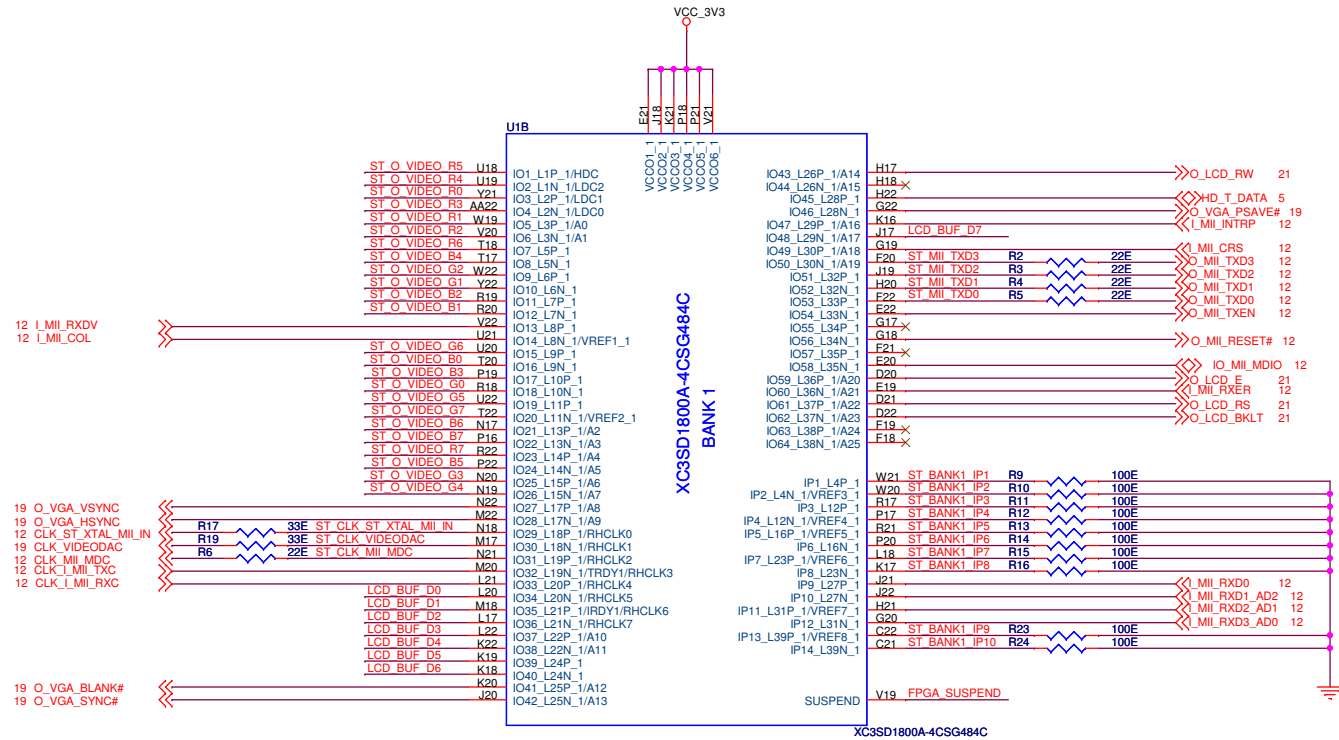 VCC_3V3
E21 J18 K21 P18 P21 V21
U1B
VCCO1_1 VCCO2_1 VCCO3_1 VCCO4_1 VCCO5_1 VCCO6_1
XC3SD1800A-4CSG484C
BANK 1
ST_O_VIDEO_R5 U18 IO1_L1P_1/HDC
ST_O_VIDEO_R4 U19 IO2_L1N_1/LDC2
ST_O_VIDEO_R0 Y21 IO3_L2P_1/LDC1
ST_O_VIDEO_R3 AA22 IO4_L2N_1/LDC0
ST_O_VIDEO_R1 W19 IO5_L3P_1/A0
ST_O_VIDEO_R2 V20 IO6_L3N_1/A1
ST_O_VIDEO_R6 T18 IO7_L5P_1
ST_O_VIDEO_B4 T17 IO8_L5N_1
ST_O_VIDEO_G2 W22 IO9_L6P_1
ST_O_VIDEO_G1 Y22 IO10_L6N_1
ST_O_VIDEO_B2 R19 IO11_L7P_1
ST_O_VIDEO_B1 R20 IO12_L7N_1
12 I_MII_RXDV V22 IO13_L8P_1
12 I_MII_COL U21 IO14_L8N_1/VREF1_1
ST_O_VIDEO_G6 U20 IO15_L9P_1
ST_O_VIDEO_B0 T20 IO16_L9N_1
ST_O_VIDEO_B3 P19 IO17_L10P_1
ST_O_VIDEO_G0 R18 IO18_L10N_1
ST_O_VIDEO_G5 U22 IO19_L11P_1
ST_O_VIDEO_G7 T22 IO20_L11N_1/VREF2_1
ST_O_VIDEO_B6 N17 IO21_L13P_1/A2
ST_O_VIDEO_B7 P16 IO22_L13N_1/A3
ST_O_VIDEO_R7 R22 IO23_L14P_1/A4
ST_O_VIDEO_B5 P22 IO24_L14N_1/A5
ST_O_VIDEO_G3 N20 IO25_L15P_1/A6
ST_O_VIDEO_G4 N19 IO26_L15N_1/A7
19 O_VGA_VSYNC N22 IO27_L17P_1/A8
19 O_VGA_HSYNC M22 IO28_L17N_1/A9
12 CLK_ST_XTAL_MII_IN R17 33E ST_CLK_ST_XTAL_MII_IN N18 IO29_L18P_1/RHCLK0
19 CLK_VIDEODAC R19 33E ST_CLK_VIDEODAC M17 IO30_L18N_1/RHCLK1
12 CLK_MII_MDC R6 22E ST_CLK_MII_MDC N21 IO31_L19P_1/RHCLK2
12 CLK_I_MII_TXC M20 IO32_L19N_1/TRDY1/RHCLK3
12 CLK_I_MII_RXC L21 IO33_L20P_1/RHCLK4
LCD_BUF_D0 L20 IO34_L20N_1/RHCLK5
LCD_BUF_D1 M18 IO35_L21P_1/IRDY1/RHCLK6
LCD_BUF_D2 L17 IO36_L21N_1/RHCLK7
LCD_BUF_D3 L22 IO37_L22P_1/A10
LCD_BUF_D4 K22 IO38_L22N_1/A11
LCD_BUF_D5 K19 IO39_L24P_1
LCD_BUF_D6 K18 IO40_L24N_1
19 O_VGA_BLANK# K20 IO41_L25P_1/A12
19 O_VGA_SYNC# J20 IO42_L25N_1/A13
IO43_L26P_1/A14 H17 O_LCD_RW 21
IO44_L26N_1/A15 H18
IO45_L28P_1 H22 HD_T_DATA 5
IO46_L28N_1 G22 O_VGA_PSAVE# 19
IO47_L29P_1/A16 K16 I_MII_INTRP 12
IO48_L29N_1/A17 J17 LCD_BUF_D7
IO49_L30P_1/A18 G19 I_MII_CRS 12
IO50_L30N_1/A19 F20 ST_MII_TXD3 R2 22E O_MII_TXD3 12
IO51_L32P_1 J19 ST_MII_TXD2 R3 22E O_MII_TXD2 12
IO52_L32N_1 H20 ST_MII_TXD1 R4 22E O_MII_TXD1 12
IO53_L33P_1 F22 ST_MII_TXD0 R5 22E O_MII_TXD0 12
IO54_L33N_1 E22 O_MII_TXEN 12
IO55_L34P_1 G17
IO56_L34N_1 G18 O_MII_RESET# 12
IO57_L35P_1 F21
IO58_L35N_1 E20 IO_MII_MDIO 12
IO59_L36P_1/A20 D20 O_LCD_E 21
IO60_L36N_1/A21 E19 I_MII_RXER 12
IO61_L37P_1/A22 D21 O_LCD_RS 21
IO62_L37N_1/A23 D22 O_LCD_BKLT 21
IO63_L38P_1/A24 F19
IO64_L38N_1/A25 F18
IP1_L4P_1 W21 ST_BANK1_IP1 R9 100E
IP2_L4N_1/VREF3_1 W20 ST_BANK1_IP2 R10 100E
IP3_L12P_1 R17 ST_BANK1_IP3 R11 100E
IP4_L12N_1/VREF4_1 P17 ST_BANK1_IP4 R12 100E
IP5_L16P_1/VREF5_1 R21 ST_BANK1_IP5 R13 100E
IP6_L16N_1 P20 ST_BANK1_IP6 R14 100E
IP7_L23P_1/VREF6_1 L18 ST_BANK1_IP7 R15 100E
IP8_L23N_1 K17 ST_BANK1_IP8 R16 100E
IP9_L27P_1 J21 I_MII_RXD0 12
IP10_L27N_1 J22 I_MII_RXD1_AD2 12
IP11_L31P_1/VREF7_1 H21 I_MII_RXD2_AD1 12
IP12_L31N_1 G20 I_MII_RXD3_AD0 12
IP13_L39P_1/VREF8_1 C22 ST_BANK1_IP9 R23 100E
IP14_L39N_1 C21 ST_BANK1_IP10 R24 100E
SUSPEND V19 FPGA_SUSPEND
XC3SD1800A-4CSG484C